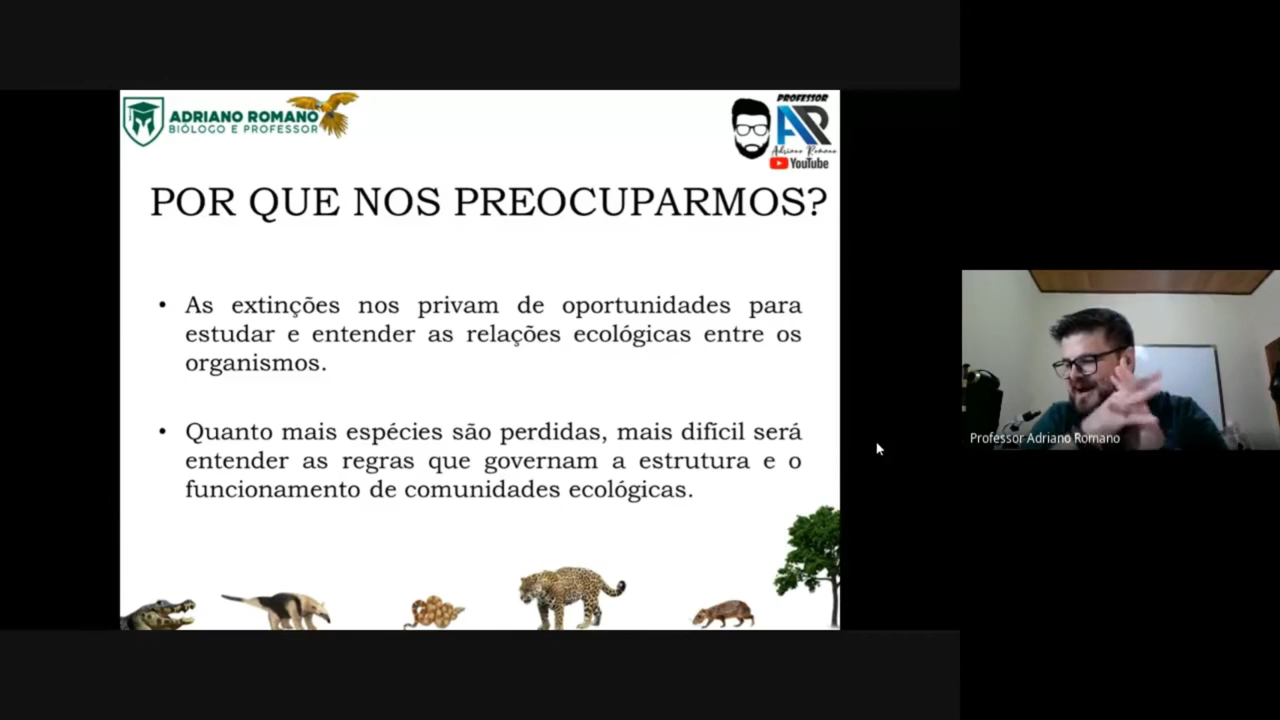 ADRIANO ROMANO
BIÓLOGO E PROFESSOR
PROFESSOR
AR
Adriano Romano
YouTube
POR QUE NOS PREOCUPARMOS?
• As extinções nos privam de oportunidades para
estudar e entender as relações ecológicas entre os
organismos.
• Quanto mais espécies são perdidas, mais difícil será
entender as regras que governam a estrutura e o
funcionamento de comunidades ecológicas.
Professor Adriano Romano